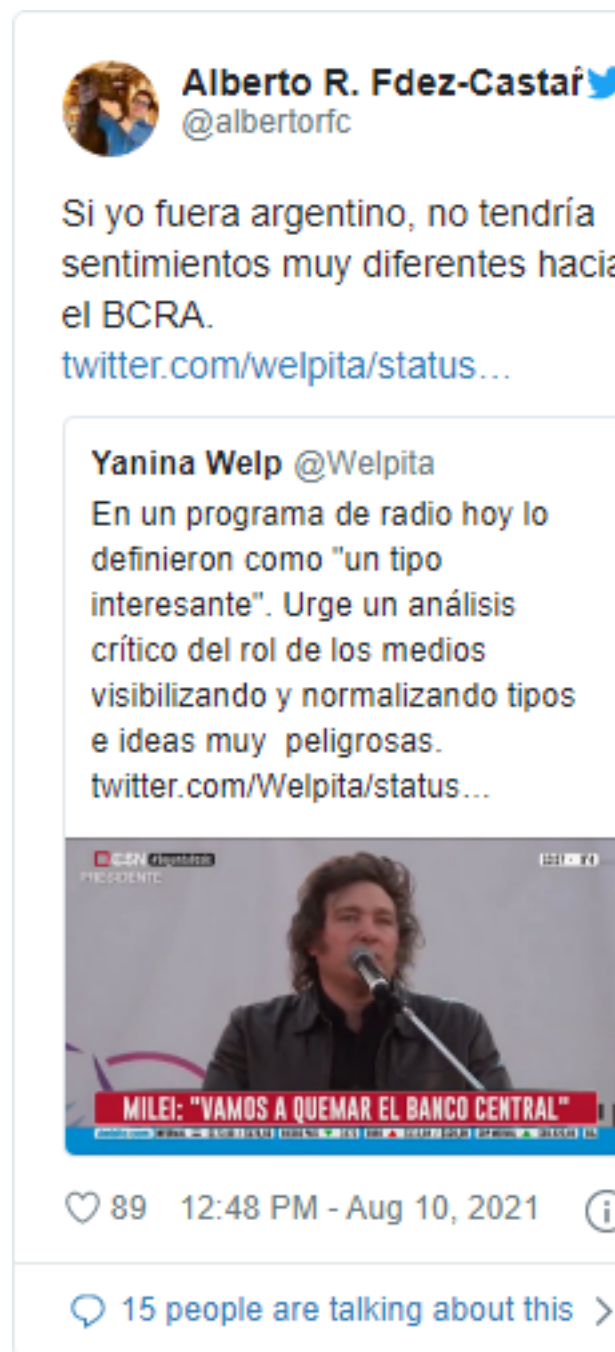 Alberto R. Fdez-Castañ
@albertorfc
Si yo fuera argentino, no tendría
sentimientos muy diferentes hacia
el BCRA.
twitter.com/welpita/status…
Yanina Welp @Welpita
En un programa de radio hoy lo
definieron como "un tipo
interesante". Urge un análisis
crítico del rol de los medios
visibilizando y normalizando tipos
e ideas muy peligrosas.
twitter.com/Welpita/status…
C5N
PRESIDENTE
MILEI: "VAMOS A QUEMAR EL BANCO CENTRAL"
89 12:48 PM - Aug 10, 2021
15 people are talking about this